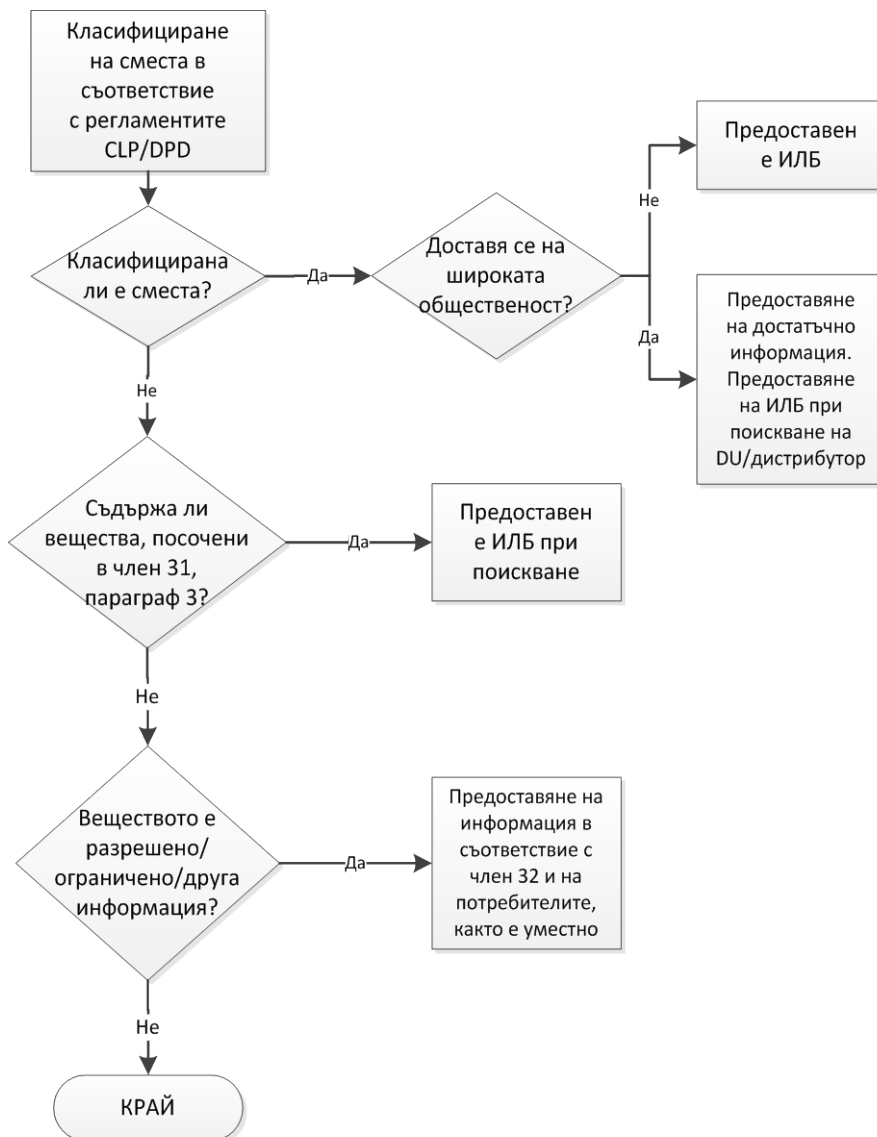 Класифициране
на сместа в
съответствие
с регламентите
CLP/DPD
Класифицирана
ли е сместа?
Да
Доставя се на
широката
общественост?
Не
Предоставен
е ИЛБ
Да
Предоставяне
на достатъчно
информация.
Предоставяне
на ИЛБ при
поискване на
DU/дистрибутор
Не
Съдържа ли
вещества, посочени
в член 31,
параграф 3?
Да
Предоставен
е ИЛБ при
поискване
Не
Веществото е
разрешено/
ограничено/друга
информация?
Да
Предоставяне на
информация в
съответствие с
член 32 и на
потребителите,
както е уместно
Не
КРАЙ